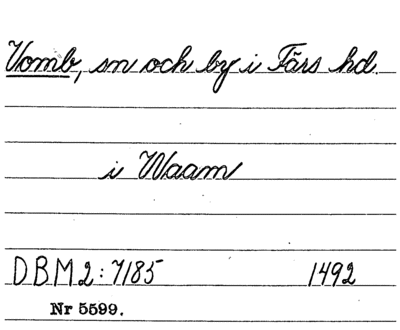 Vomb, sn och by i Färs hd.
i Waam
DBM 2:7185 1492
Nr 5599.